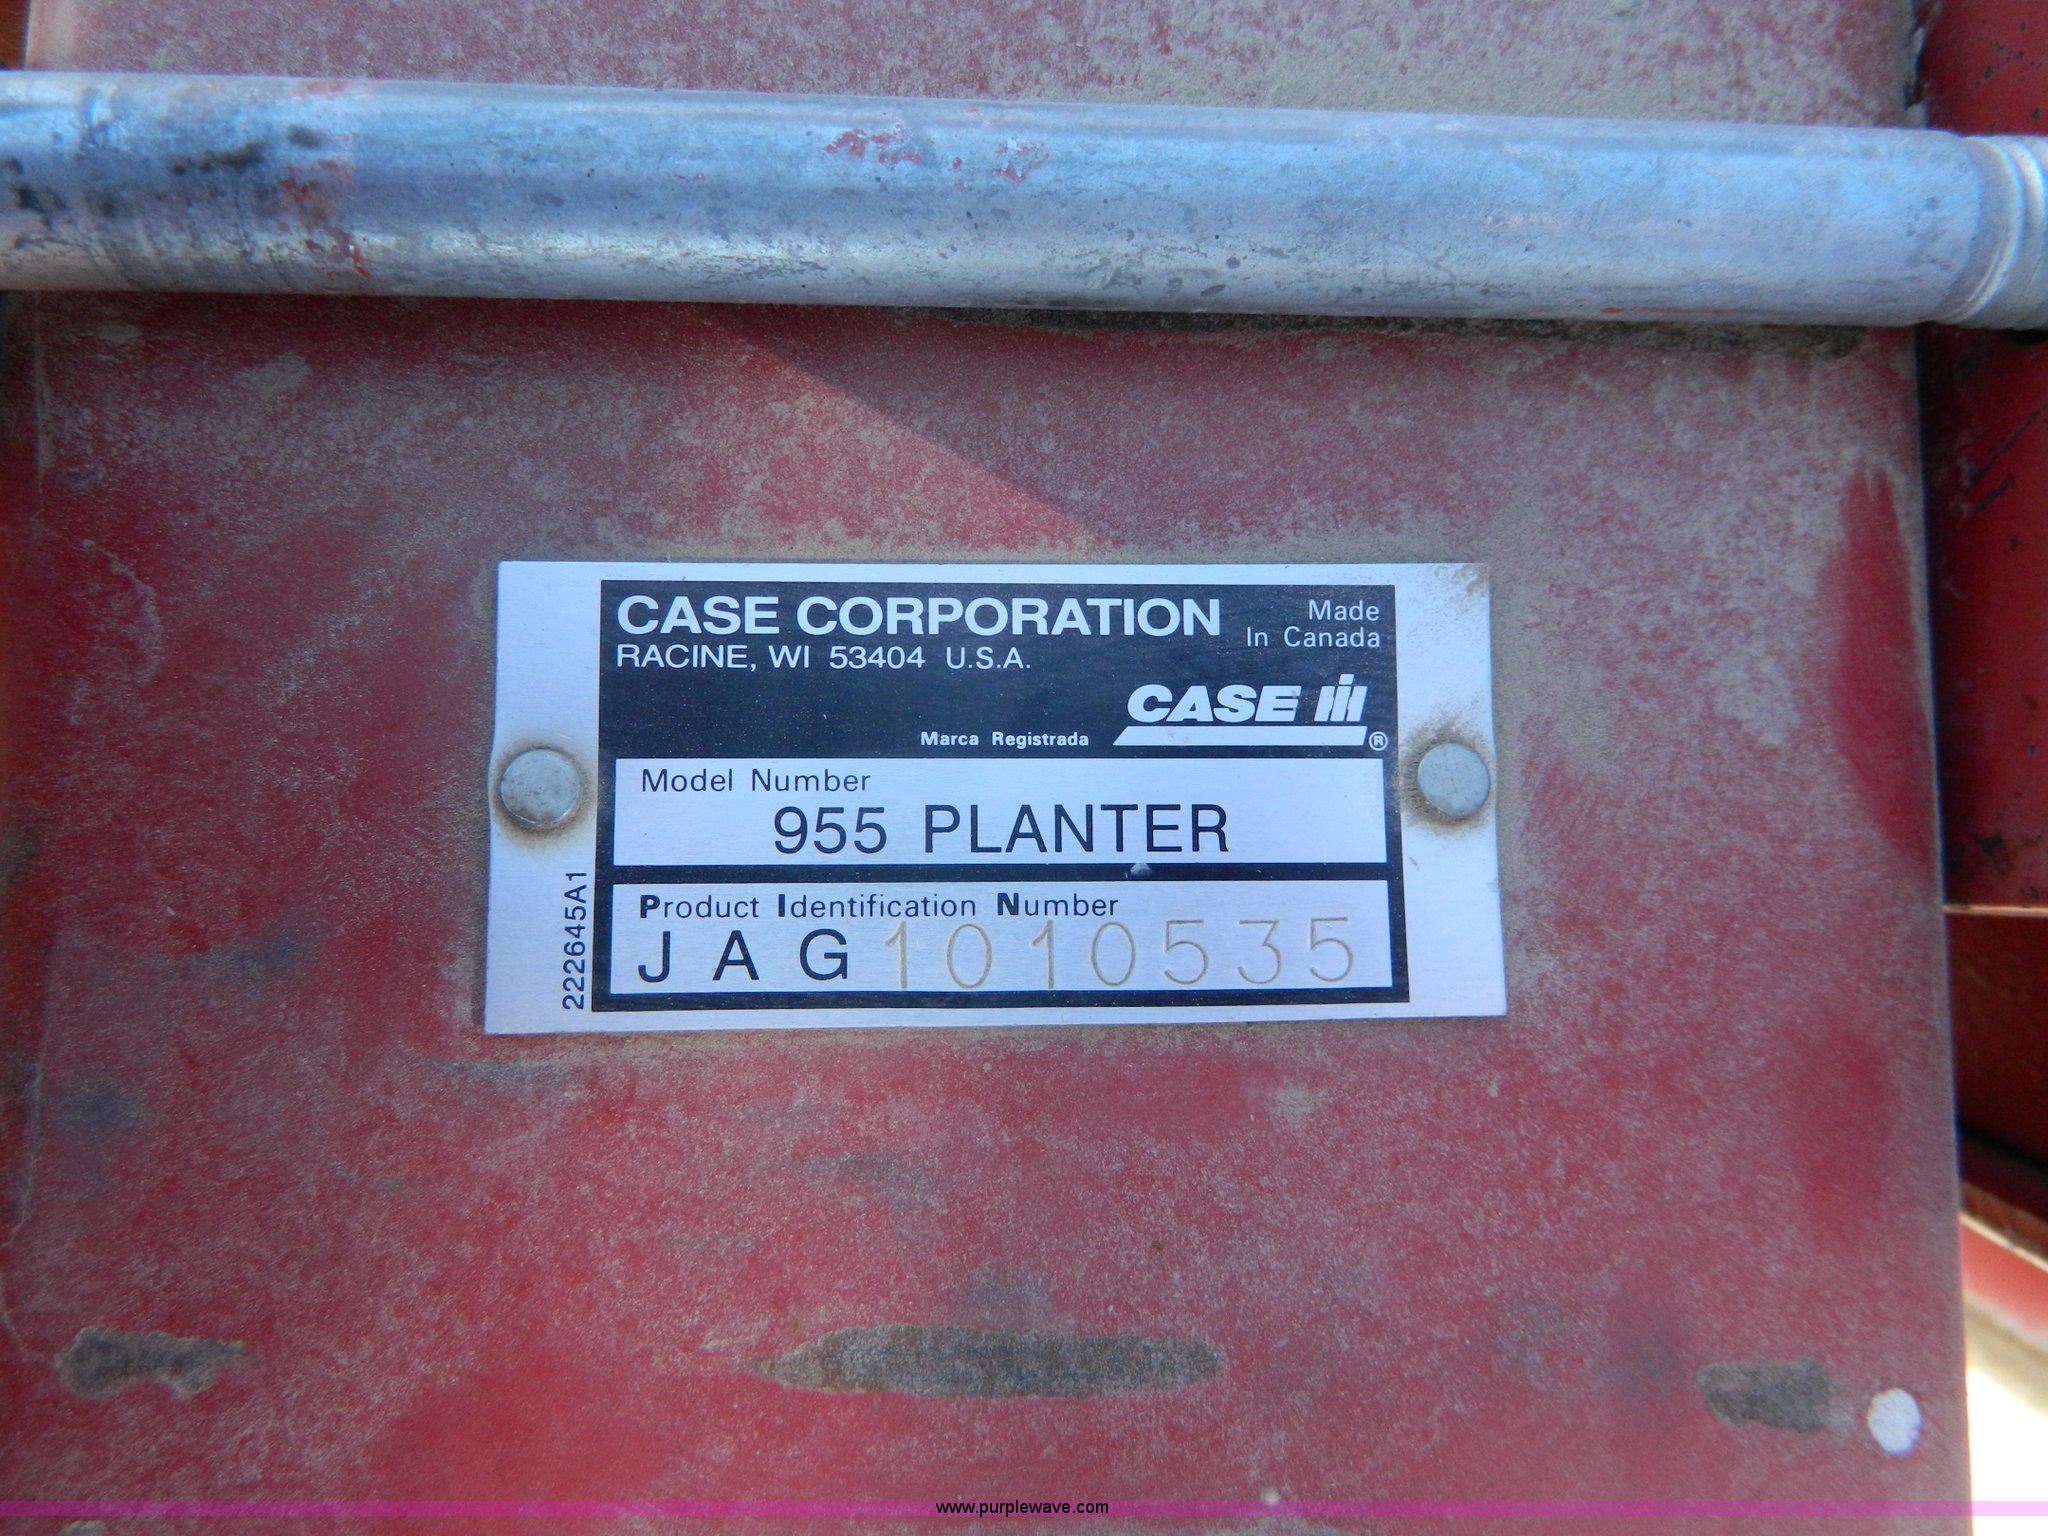 CASE CORPORATION
Made
In Canada
RACINE, WI 53404 U.S.A.
CASE IH
Marca Registrada ®
Model Number
955 PLANTER
Product Identification Number
JAG1010535
222645A1
www.purplewave.com